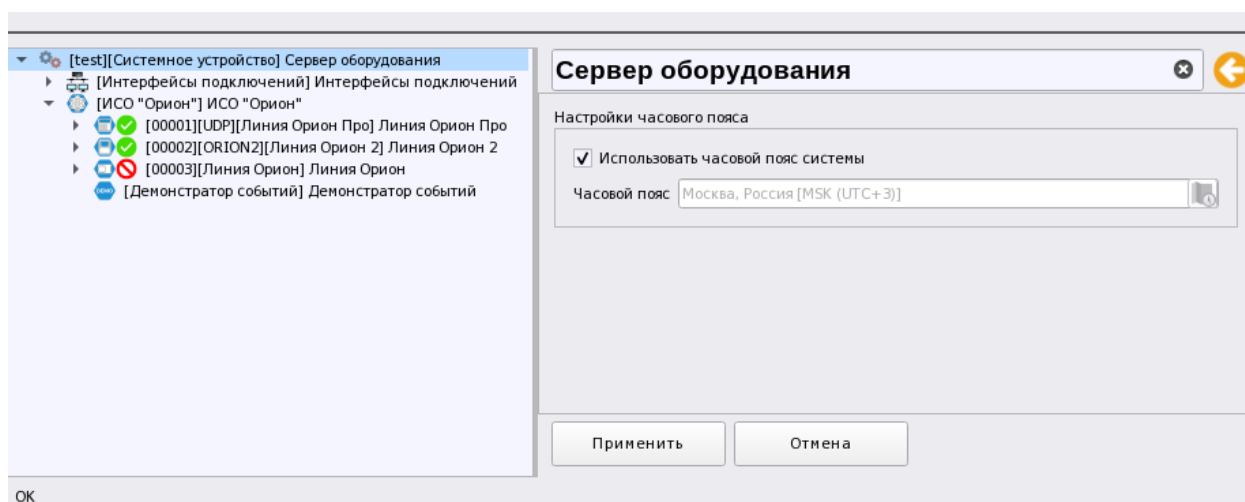 [test][Системное устройство] Сервер оборудования
[Интерфейсы подключений] Интерфейсы подключений
[ИСО "Орион"] ИСО "Орион"
[00001][UDP][Линия Орион Про] Линия Орион Про
[00002][ORION2][Линия Орион 2] Линия Орион 2
[00003][Линия Орион] Линия Орион
DEMO [Демонстратор событий] Демонстратор событий
Сервер оборудования
Настройки часового пояса
Использовать часовой пояс системы
Часовой пояс Москва, Россия [MSK (UTC+3)]
Применить Отмена
OK